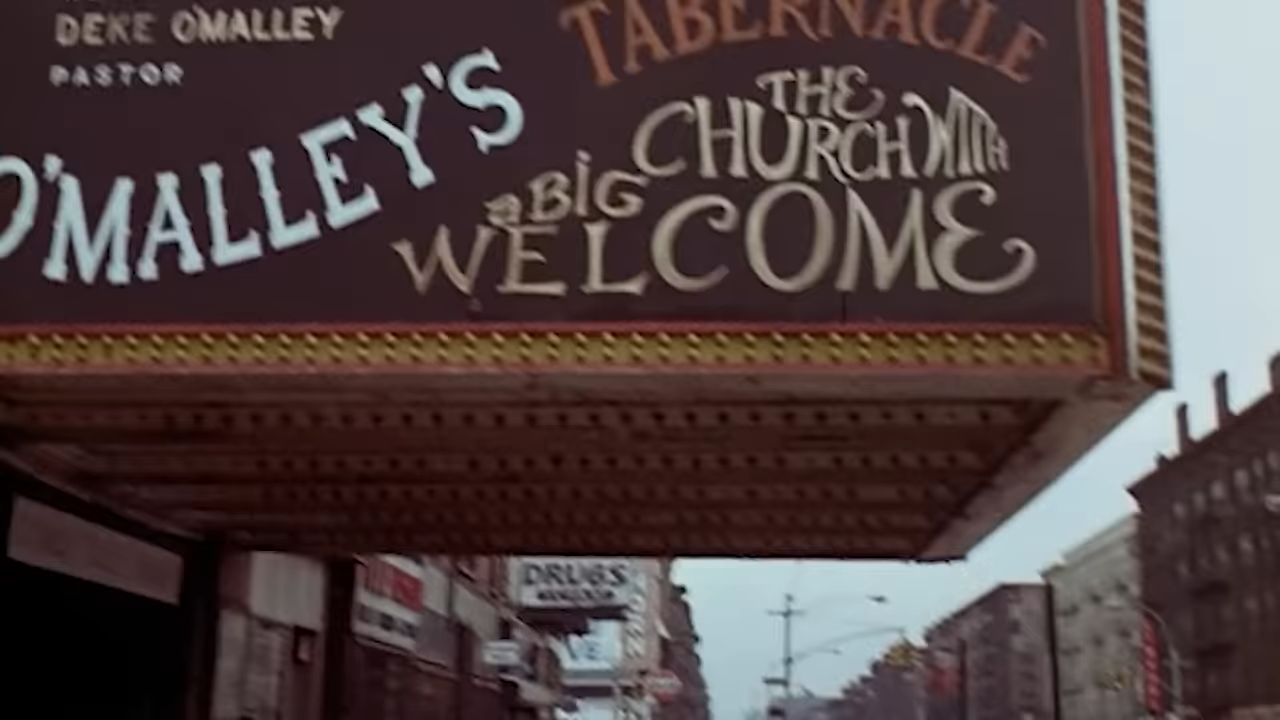 DEKE O'MALLEY
PASTOR
O'MALLEY'S
TABERNACLE
THE
CHURCH WITH
a BIG
WELCOME
DRUGS